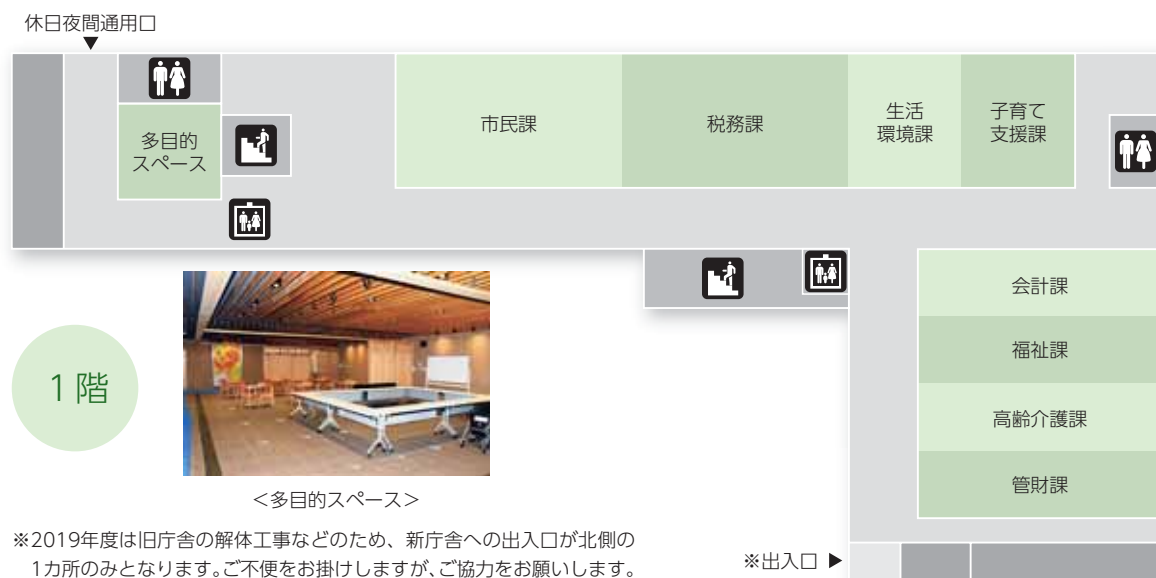 休日夜間通用口
▼
多目的
スペース
市民課
税務課
生活
環境課
子育て
支援課
会計課
福祉課
高齢介護課
管財課
1階
＜多目的スペース＞
※2019年度は旧庁舎の解体工事などのため、新庁舎への出入口が北側の
1カ所のみとなります。ご不便をお掛けしますが、ご協力をお願いします。
※出入口 ▶